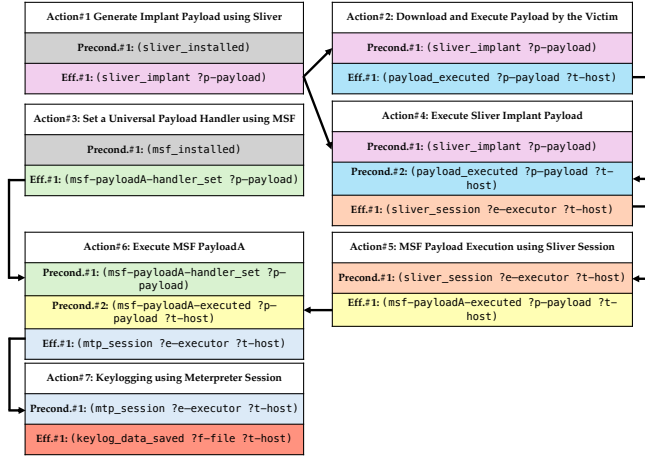 Action#1 Generate Implant Payload using Sliver
Precond.#1: (sliver_installed)
Eff.#1: (sliver_implant ?p-payload)
Action#2: Download and Execute Payload by the Victim
Precond.#1: (sliver_implant ?p-payload)
Eff.#1: (payload_executed ?p-payload ?t-host)
Action#3: Set a Universal Payload Handler using MSF
Precond.#1: (msf_installed)
Eff.#1: (msf-payloadA-handler_set ?p-payload)
Action#4: Execute Sliver Implant Payload
Precond.#1: (sliver_implant ?p-payload)
Precond.#2: (payload_executed ?p-payload ?t-
host)
Eff.#1: (sliver_session ?e-executor ?t-host)
Action#6: Execute MSF PayloadA
Precond.#1: (msf-payloadA-handler_set ?p-
payload)
Precond.#2: (msf-payloadA-executed ?p-
payload ?t-host)
Eff.#1: (mtp_session ?e-executor ?t-host)
Action#5: MSF Payload Execution using Sliver Session
Precond.#1: (sliver_session ?e-executor ?t-host)
Eff.#1: (msf-payloadA-executed ?p-payload ?t-
host)
Action#7: Keylogging using Meterpreter Session
Precond.#1: (mtp_session ?e-executor ?t-host)
Eff.#1: (keylog_data_saved ?f-file ?t-host)